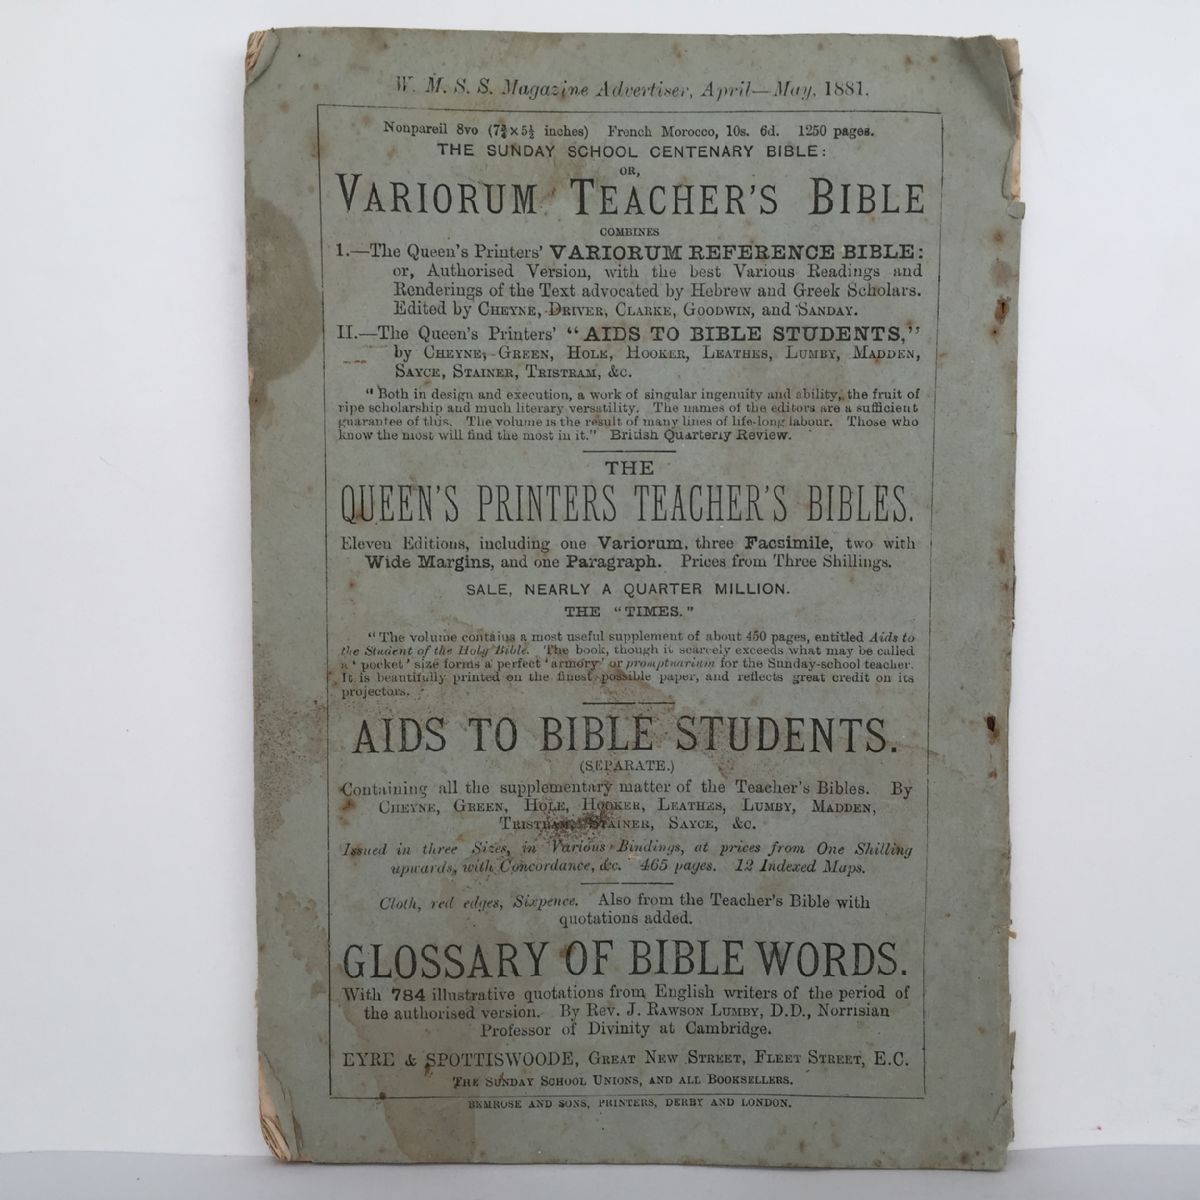 W. M. S. S. Magazine Advertiser, April—May, 1881.
Nonpareil 8vo (7¾ × 5½ inches) French Morocco, 10s. 6d. 1250 pages.
THE SUNDAY SCHOOL CENTENARY BIBLE:
OR,
VARIORUM TEACHER'S BIBLE
COMBINES
I.—The Queen's Printers' VARIORUM REFERENCE BIBLE:
or, Authorised Version, with the best Various Readings and
Renderings of the Text advocated by Hebrew and Greek Scholars.
Edited by CHEYNE, DRIVER, CLARKE, GOODWIN, and SANDAY.
II.—The Queen's Printers' "AIDS TO BIBLE STUDENTS,"
by CHEYNE, GREEN, HOLE, HOOKER, LEATHES, LUMBY, MADDEN,
SAYCE, STAINER, TRISTRAM, &C.
"Both in design and execution, a work of singular ingenuity and ability, the fruit of
ripe scholarship and much literary versatility. The names of the editors are a sufficient
guarantee of this. The volume is the result of many lines of life-long labour. Those who
know the most will find the most in it." British Quarterly Review.
THE
QUEEN'S PRINTERS TEACHER'S BIBLES.
Eleven Editions, including one Variorum, three Facsimile, two with
Wide Margins, and one Paragraph. Prices from Three Shillings.
SALE, NEARLY A QUARTER MILLION.
THE "TIMES."
"The volume contains a most useful supplement of about 450 pages, entitled Aids to
the Student of the Holy Bible. The book, though it scarcely exceeds what may be called
a 'pocket' size forms a perfect 'armory' or promptuarium for the Sunday-school teacher.
It is beautifully printed on the finest possible paper, and reflects great credit on its
projectors.
AIDS TO BIBLE STUDENTS.
(SEPARATE.)
Containing all the supplementary matter of the Teacher's Bibles. By
CHEYNE, GREEN, HOLE, HOOKER, LEATHES, LUMBY, MADDEN,
TRISTRAM, STAINER, SAYCE, &C.
Issued in three Sizes, in Various Bindings, at prices from One Shilling
upwards, with Concordance, &c. 465 pages. 12 Indexed Maps.
Cloth, red edges, Sixpence. Also from the Teacher's Bible with
quotations added.
GLOSSARY OF BIBLE WORDS.
With 784 illustrative quotations from English writers of the period of
the authorised version. By REV. J. RAWSON LUMBY, D.D., Norrisian
Professor of Divinity at Cambridge.
EYRE & SPOTTISWOODE, GREAT NEW STREET, FLEET STREET, E.C.
THE SUNDAY SCHOOL UNIONS, AND ALL BOOKSELLERS.
BEMROSE AND SONS, PRINTERS, DERBY AND LONDON.